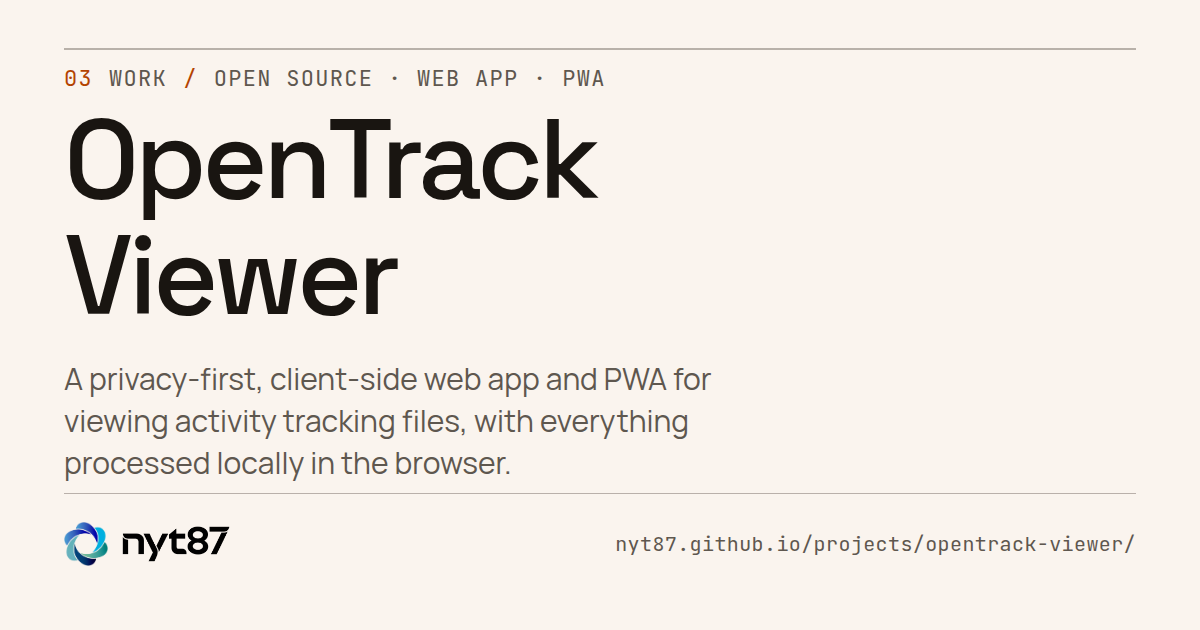 03 WORK / OPEN SOURCE · WEB APP · PWA
OpenTrack
Viewer
A privacy-first, client-side web app and PWA for
viewing activity tracking files, with everything
processed locally in the browser.
nyt87
nyt87.github.io/projects/opentrack-viewer/